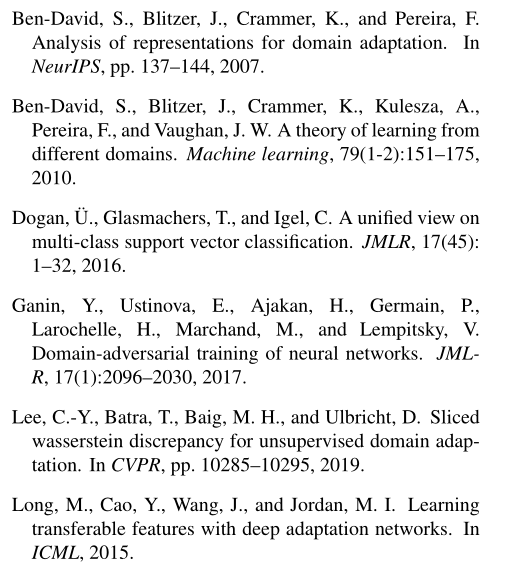 Ben-David, S., Blitzer, J., Crammer, K., and Pereira, F.
Analysis of representations for domain adaptation. In
NeurIPS, pp. 137–144, 2007.
Ben-David, S., Blitzer, J., Crammer, K., Kulesza, A.,
Pereira, F., and Vaughan, J. W. A theory of learning from
different domains. Machine learning, 79(1-2):151–175,
2010.
Dogan, Ü., Glasmachers, T., and Igel, C. A unified view on
multi-class support vector classification. JMLR, 17(45):
1–32, 2016.
Ganin, Y., Ustinova, E., Ajakan, H., Germain, P.,
Larochelle, H., Marchand, M., and Lempitsky, V.
Domain-adversarial training of neural networks. JML-
R, 17(1):2096–2030, 2017.
Lee, C.-Y., Batra, T., Baig, M. H., and Ulbricht, D. Sliced
wasserstein discrepancy for unsupervised domain adap-
tation. In CVPR, pp. 10285–10295, 2019.
Long, M., Cao, Y., Wang, J., and Jordan, M. I. Learning
transferable features with deep adaptation networks. In
ICML, 2015.